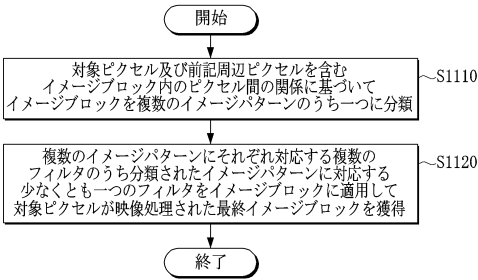 開始
対象ピクセル及び前記周辺ピクセルを含む
イメージブロック内のピクセル間の関係に基づいて
イメージブロックを複数のイメージパターンのうち一つに分類
S1110
複数のイメージパターンにそれぞれ対応する複数の
フィルタのうち分類されたイメージパターンに対応する
少なくとも一つのフィルタをイメージブロックに適用して
対象ピクセルが映像処理された最終イメージブロックを獲得
S1120
終了